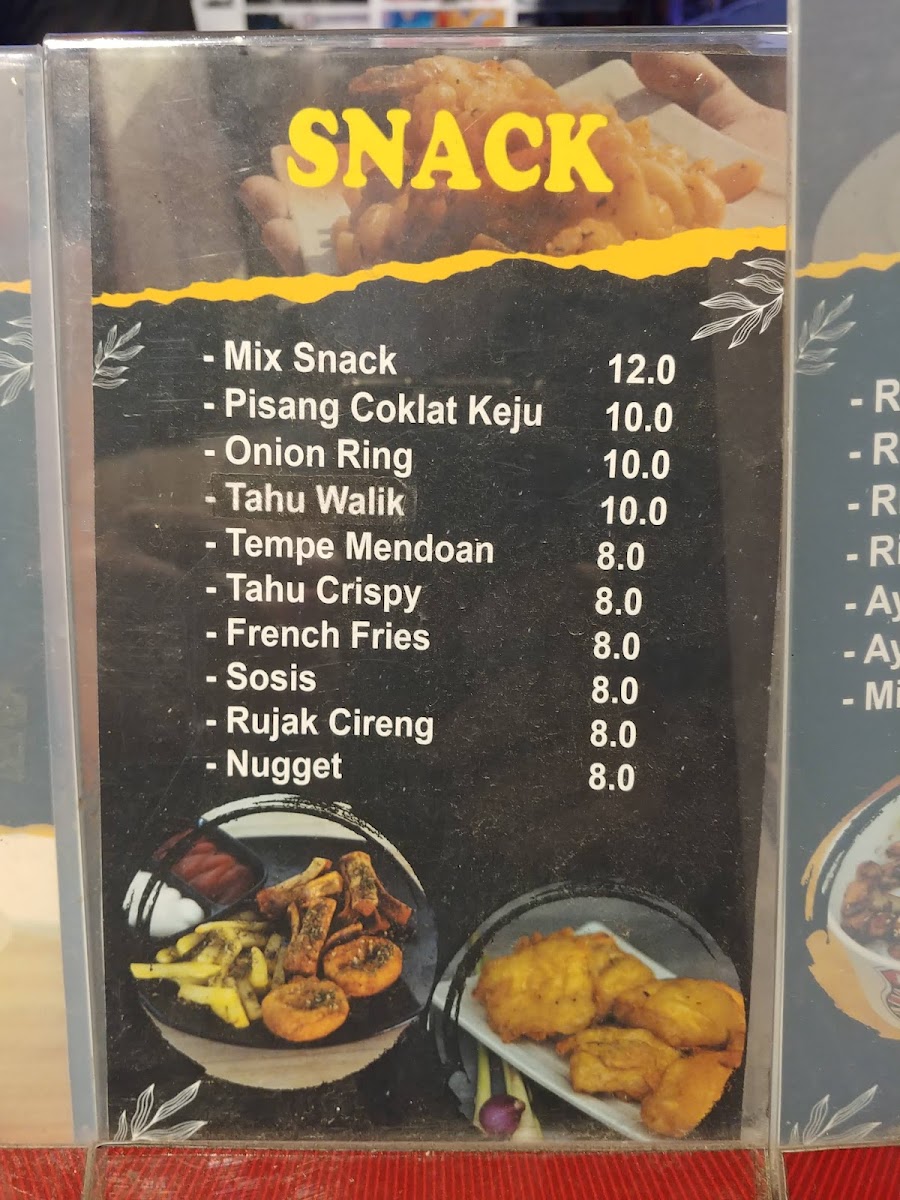 SNACK
- Mix Snack 12.0
- Pisang Coklat Keju 10.0
- Onion Ring 10.0
- Tahu Walik 10.0
- Tempe Mendoan 8.0
- Tahu Crispy 8.0
- French Fries 8.0
- Sosis 8.0
- Rujak Cireng 8.0
- Nugget 8.0